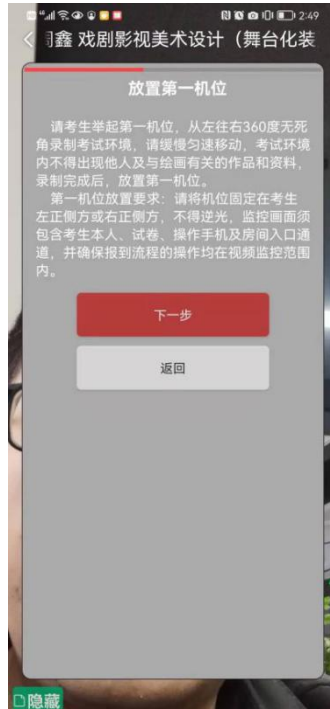 2:49
司鑫 戏剧影视美术设计（舞台化装
放置第一机位
请考生举起第一机位，从左往右360度无死
角录制考试环境，请缓慢匀速移动，考试环境
内不得出现他人及与绘画有关的作品和资料，
录制完成后，放置第一机位。
第一机位放置要求：请将机位固定在考生
左正侧方或右正侧方，不得逆光，监控画面须
包含考生本人、试卷、操作手机及房间入口通
道，并确保报到流程的操作均在视频监控范围
内。
下一步
返回
隐藏